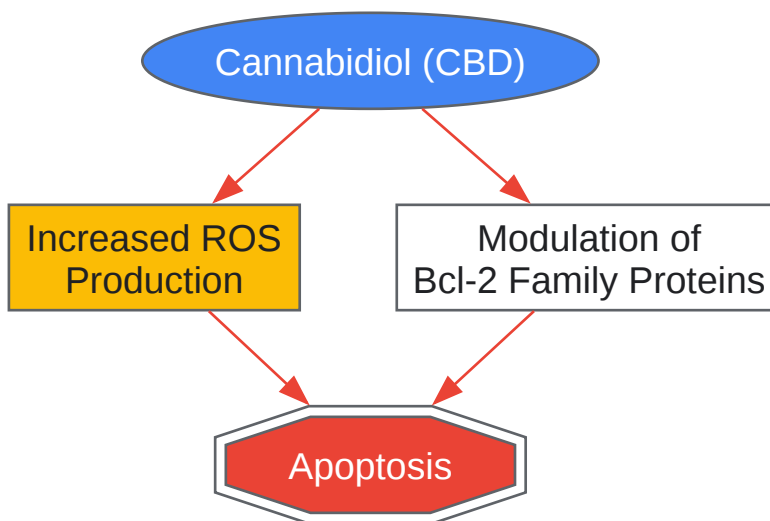 Cannabidiol (CBD)
Increased ROS
Production
Modulation of
Bcl-2 Family Proteins
Apoptosis